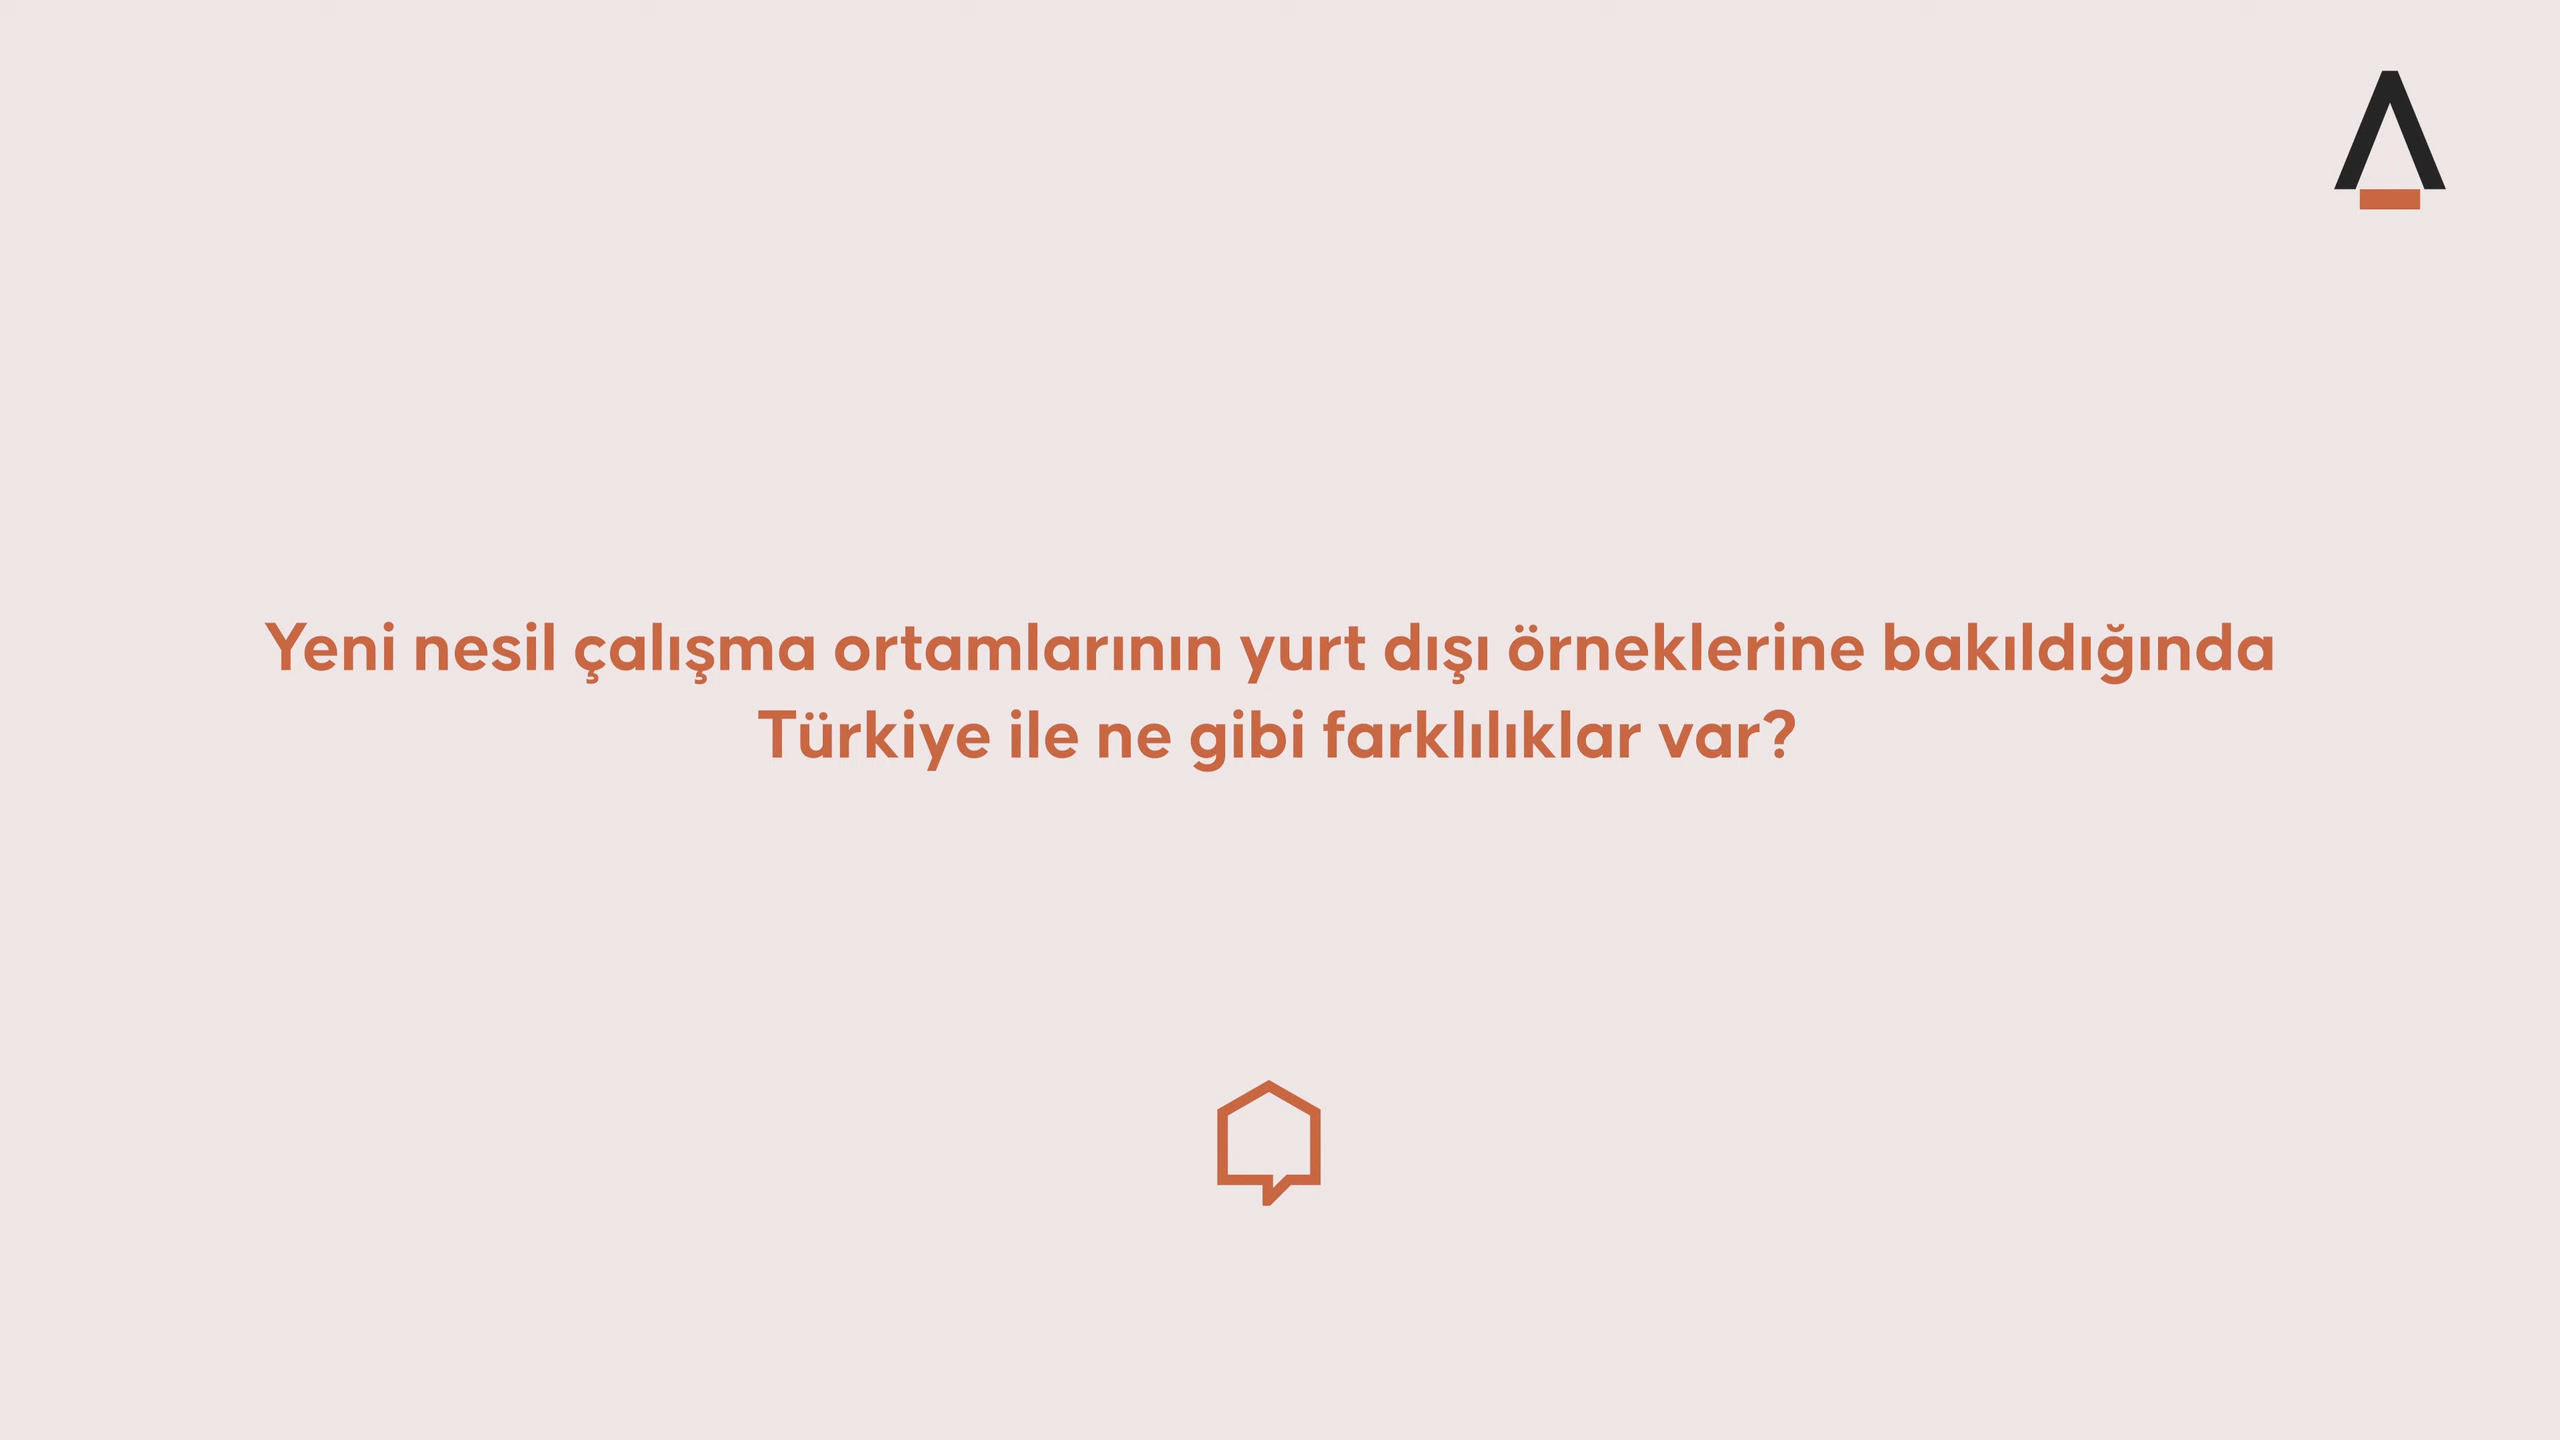 Yeni nesil çalışma ortamlarının yurt dışı örneklerine bakıldığında
Türkiye ile ne gibi farklılıklar var?